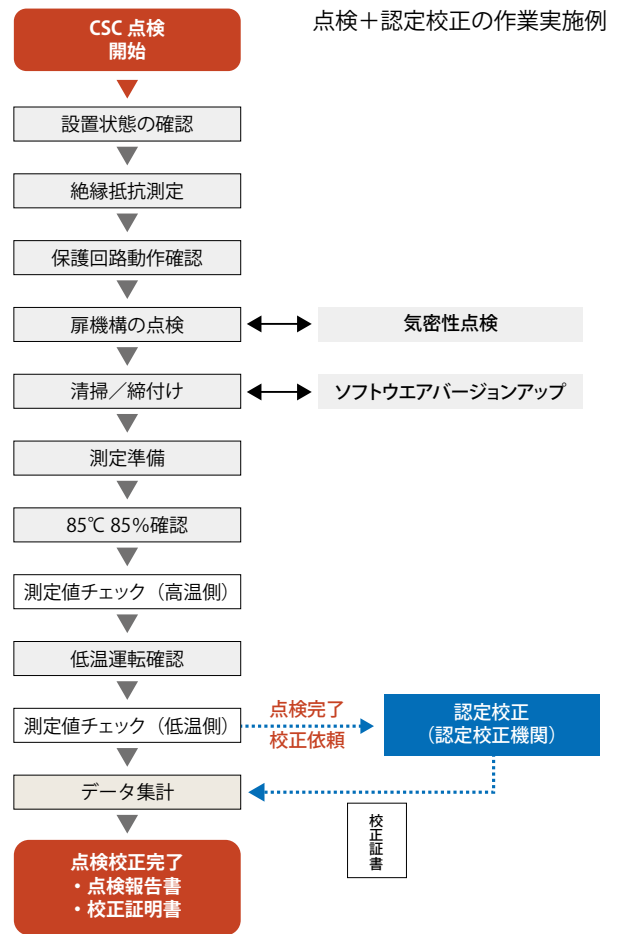 点検＋認定校正の作業実施例
CSC 点検
開始
設置状態の確認
絶縁抵抗測定
保護回路動作確認
扉機構の点検
気密性点検
清掃／締付け
ソフトウエアバージョンアップ
測定準備
85℃ 85％確認
測定値チェック（高温側）
低温運転確認
測定値チェック（低温側）
点検完了
校正依頼
認定校正
（認定校正機関）
データ集計
校正証書
点検校正完了
・点検報告書
・校正証明書